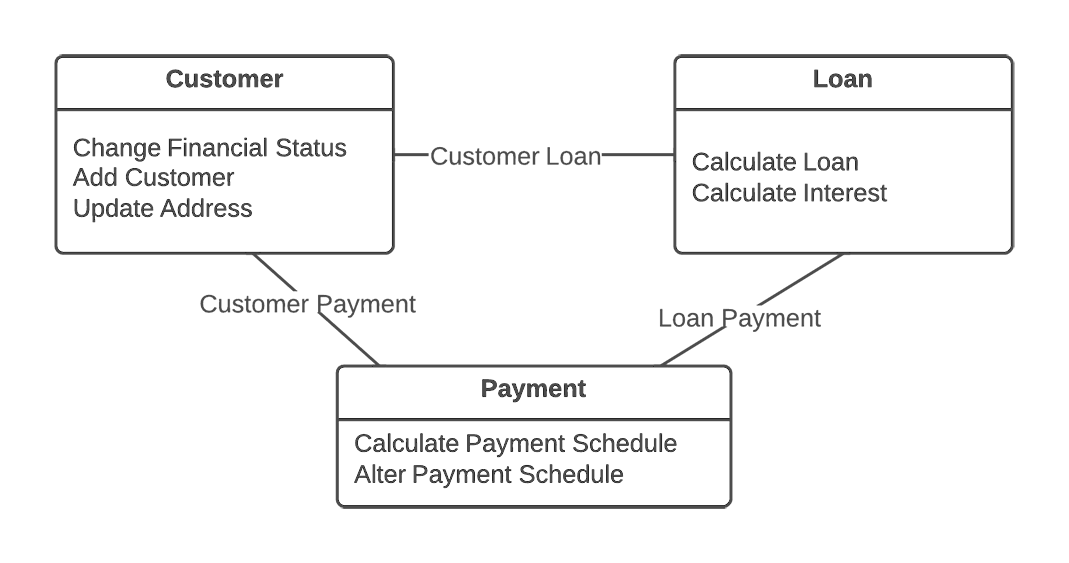 Customer
Change Financial Status
Add Customer
Update Address
Customer Loan
Loan
Calculate Loan
Calculate Interest
Customer Payment
Loan Payment
Payment
Calculate Payment Schedule
Alter Payment Schedule